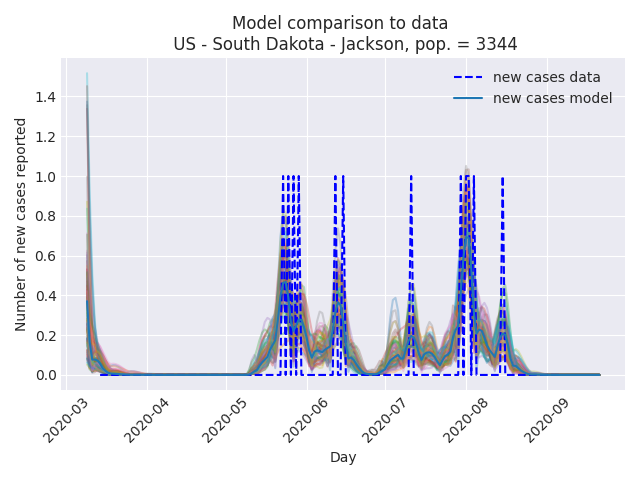 Model comparison to data
US - South Dakota - Jackson, pop. = 3344
new cases data
new cases model
Number of new cases reported
1.4
1.2
1.0
0.8
0.6
0.4
0.2
0.0
2020-03
2020-04
2020-05
2020-06
2020-07
2020-08
2020-09
Day